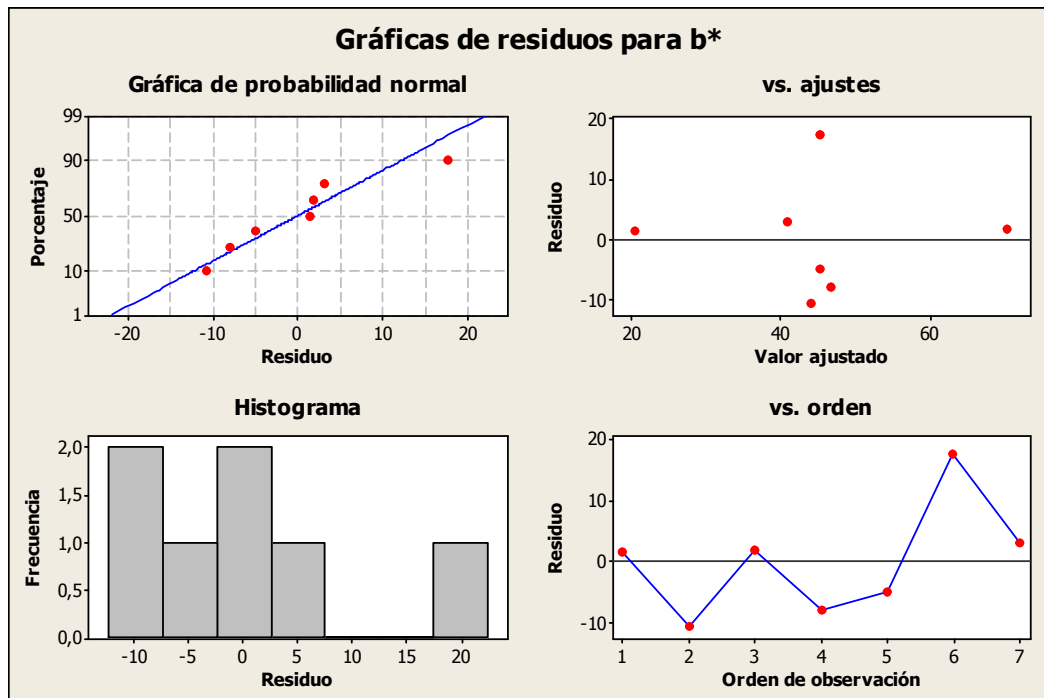 Gráficas de residuos para b*
Gráfica de probabilidad normal
99
90
50
10
1
Porcentaje
-20 -10 0 10 20
Residuo
vs. ajustes
20
10
0
-10
Residuo
20 40 60
Valor ajustado
Histograma
2,0
1,5
1,0
0,5
0,0
Frecuencia
-10 -5 0 5 10 15 20
Residuo
vs. orden
20
10
0
-10
Residuo
1 2 3 4 5 6 7
Orden de observación